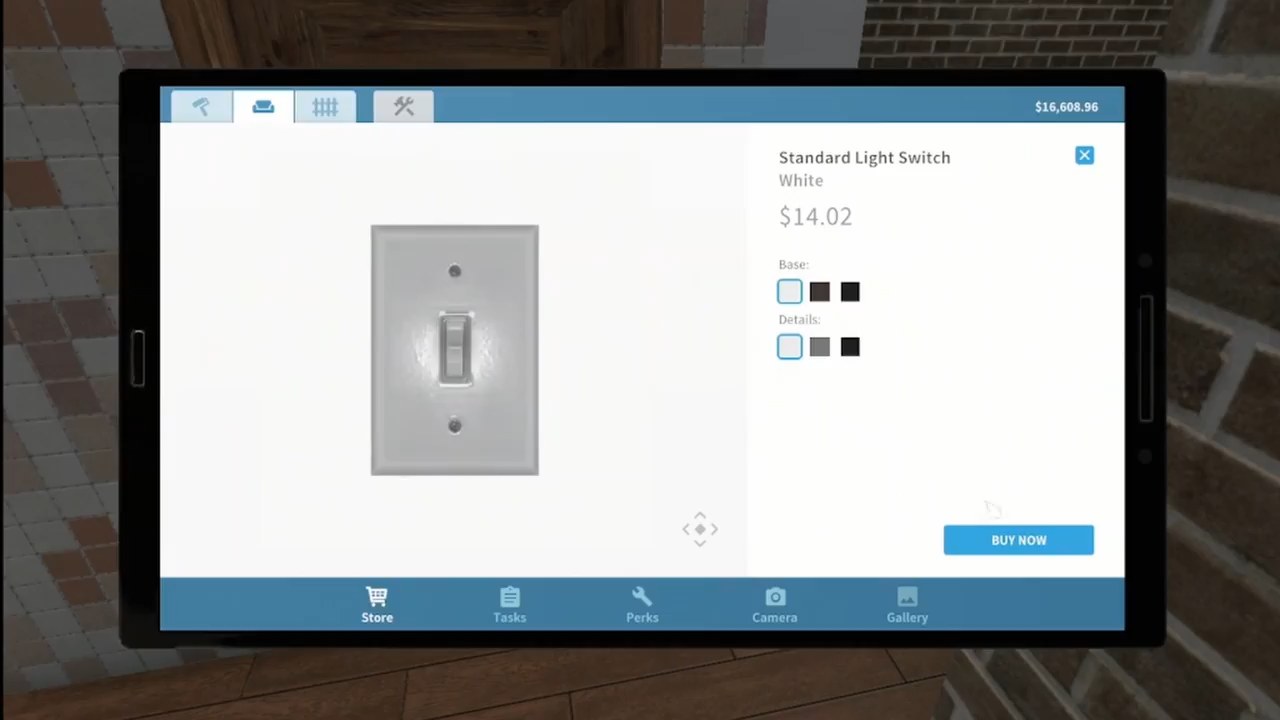 $16,608.96
Standard Light Switch
White
$14.02
Base:
Details:
BUY NOW
Store
Tasks
Perks
Camera
Gallery